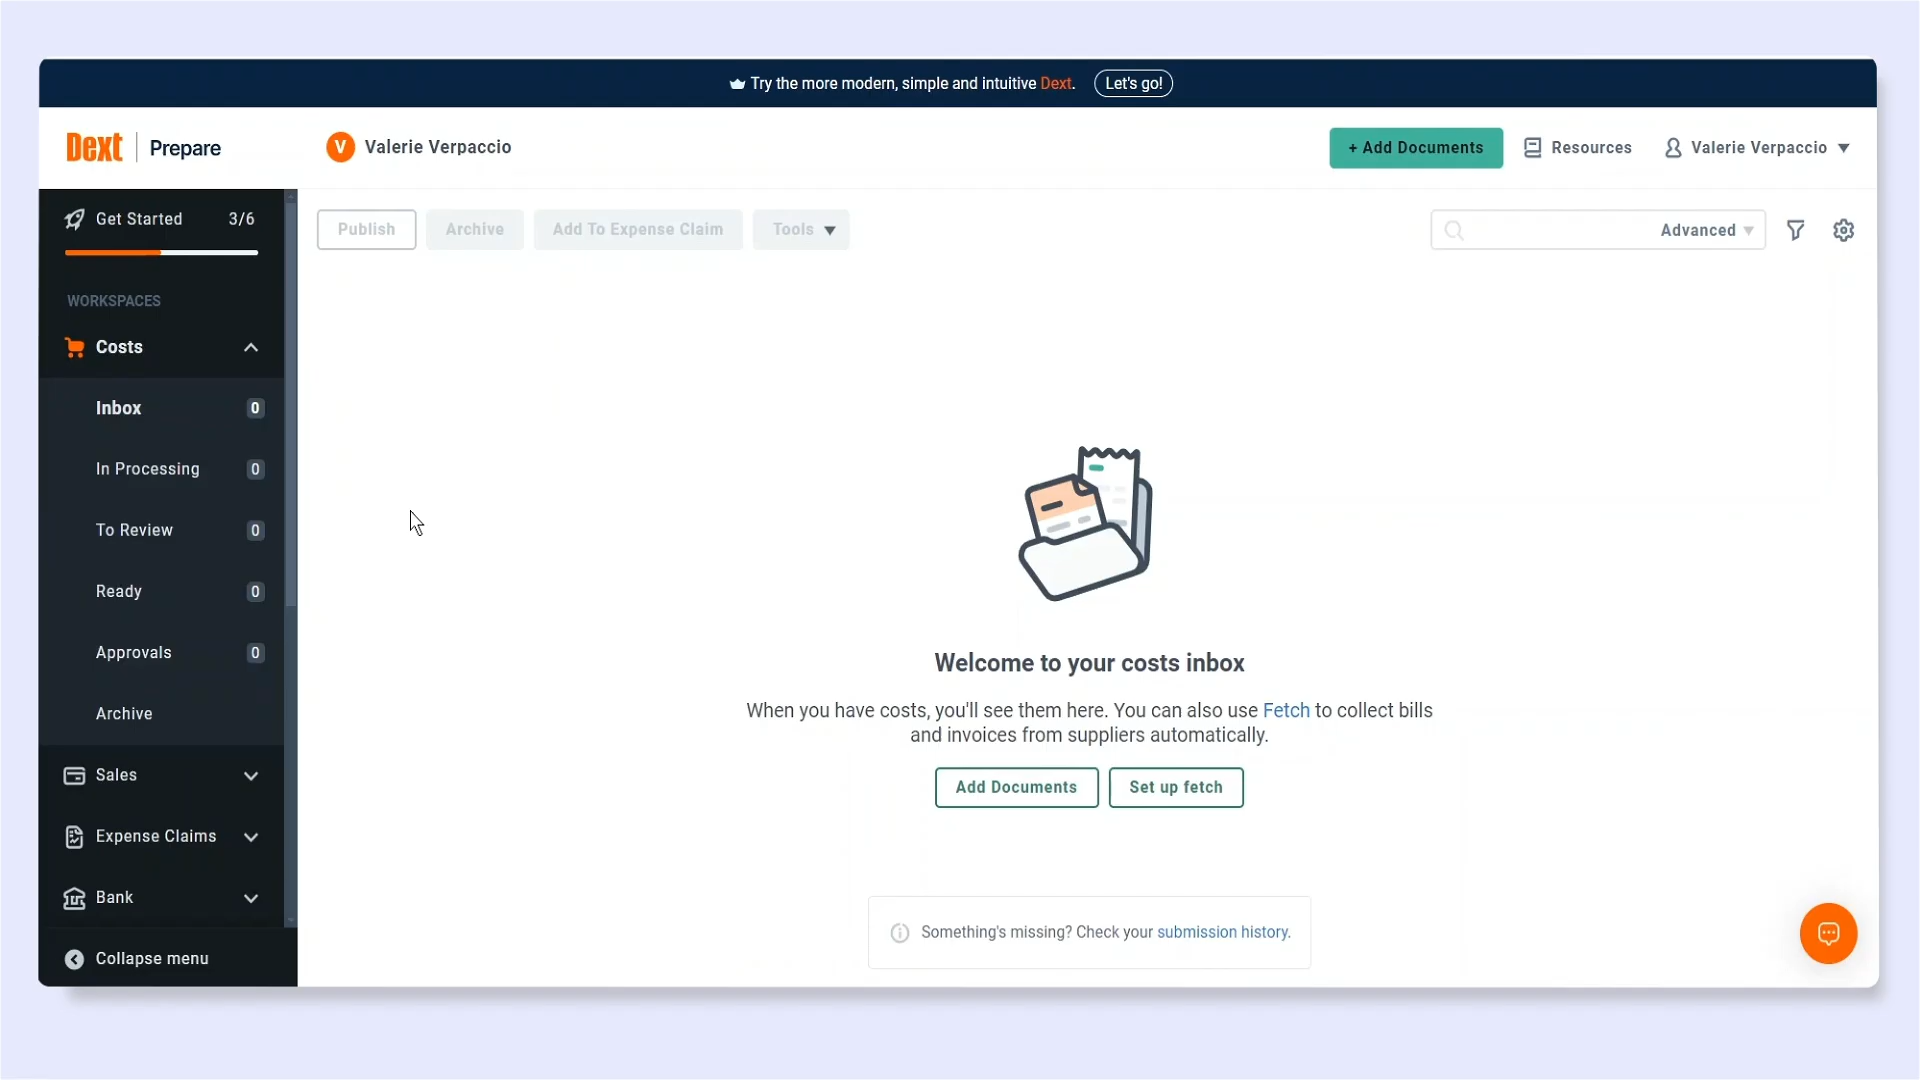 Try the more modern, simple and intuitive Dext. Let's go!
Dext Prepare
V Valerie Verpaccio
+ Add Documents
Resources
Valerie Verpaccio
Get Started 3/6
Publish
Archive
Add To Expense Claim
Tools
Advanced
WORKSPACES
Costs
Inbox 0
In Processing 0
To Review 0
Ready 0
Approvals 0
Archive
Sales
Expense Claims
Bank
Collapse menu
Welcome to your costs inbox
When you have costs, you'll see them here. You can also use Fetch to collect bills
and invoices from suppliers automatically.
Add Documents
Set up fetch
Something's missing? Check your submission history.